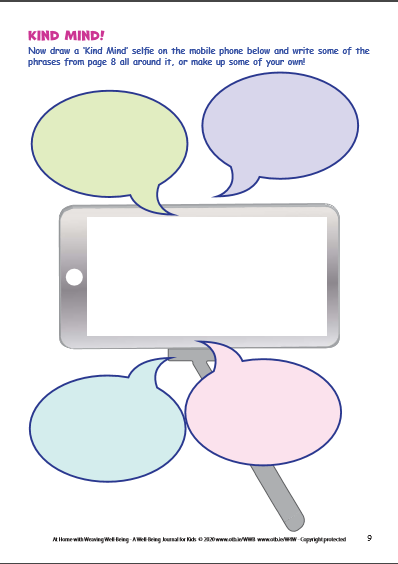 KIND MIND!
Now draw a 'Kind Mind' selfie on the mobile phone below and write some of the
phrases from page 8 all around it, or make up some of your own!
At Home with Weaving Well-Being - A Well-Being Journal for Kids © 2020 www.otb.ie/WWB www.otb.ie/WHW - Copyright protected
9